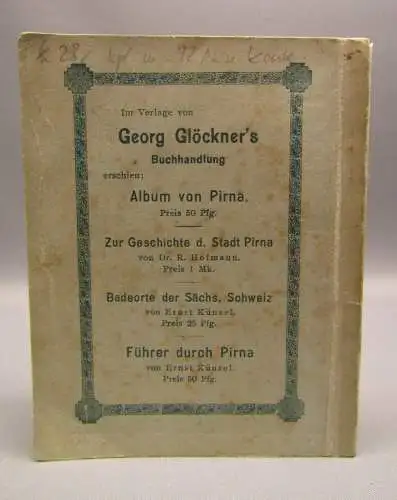 Im Verlage von
Georg Glöckner's
Buchhandlung
erschien:
Album von Pirna.
Preis 50 Pfg.
Zur Geschichte d. Stadt Pirna
von Dr. R. Hofmann.
Preis 1 Mk.
Badeorte der Sächs. Schweiz
von Ernst Künzel.
Preis 25 Pfg.
Führer durch Pirna
von Ernst Künzel.
Preis 50 Pfg.